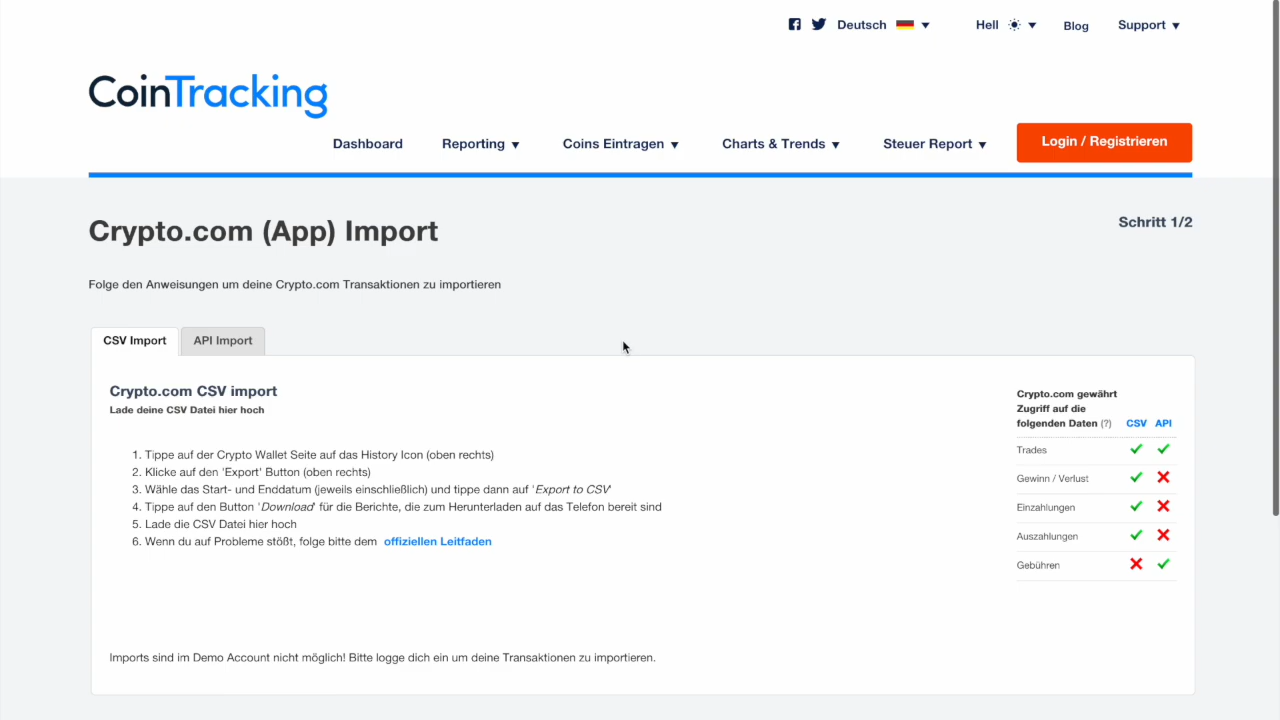 Deutsch
Hell
Blog
Support
CoinTracking
Dashboard
Reporting
Coins Eintragen
Charts & Trends
Steuer Report
Login / Registrieren
Crypto.com (App) Import
Schritt 1/2
Folge den Anweisungen um deine Crypto.com Transaktionen zu importieren
CSV Import
API Import
Crypto.com CSV import
Lade deine CSV Datei hier hoch
1. Tippe auf der Crypto Wallet Seite auf das History Icon (oben rechts)
2. Klicke auf den 'Export' Button (oben rechts)
3. Wähle das Start- und Enddatum (jeweils einschließlich) und tippe dann auf 'Export to CSV'
4. Tippe auf den Button 'Download' für die Berichte, die zum Herunterladen auf das Telefon bereit sind
5. Lade die CSV Datei hier hoch
6. Wenn du auf Probleme stößt, folge bitte dem offiziellen Leitfaden
Crypto.com gewährt
Zugriff auf die
folgenden Daten (?) CSV API
Trades
Gewinn / Verlust
Einzahlungen
Auszahlungen
Gebühren
Imports sind im Demo Account nicht möglich! Bitte logge dich ein um deine Transaktionen zu importieren.